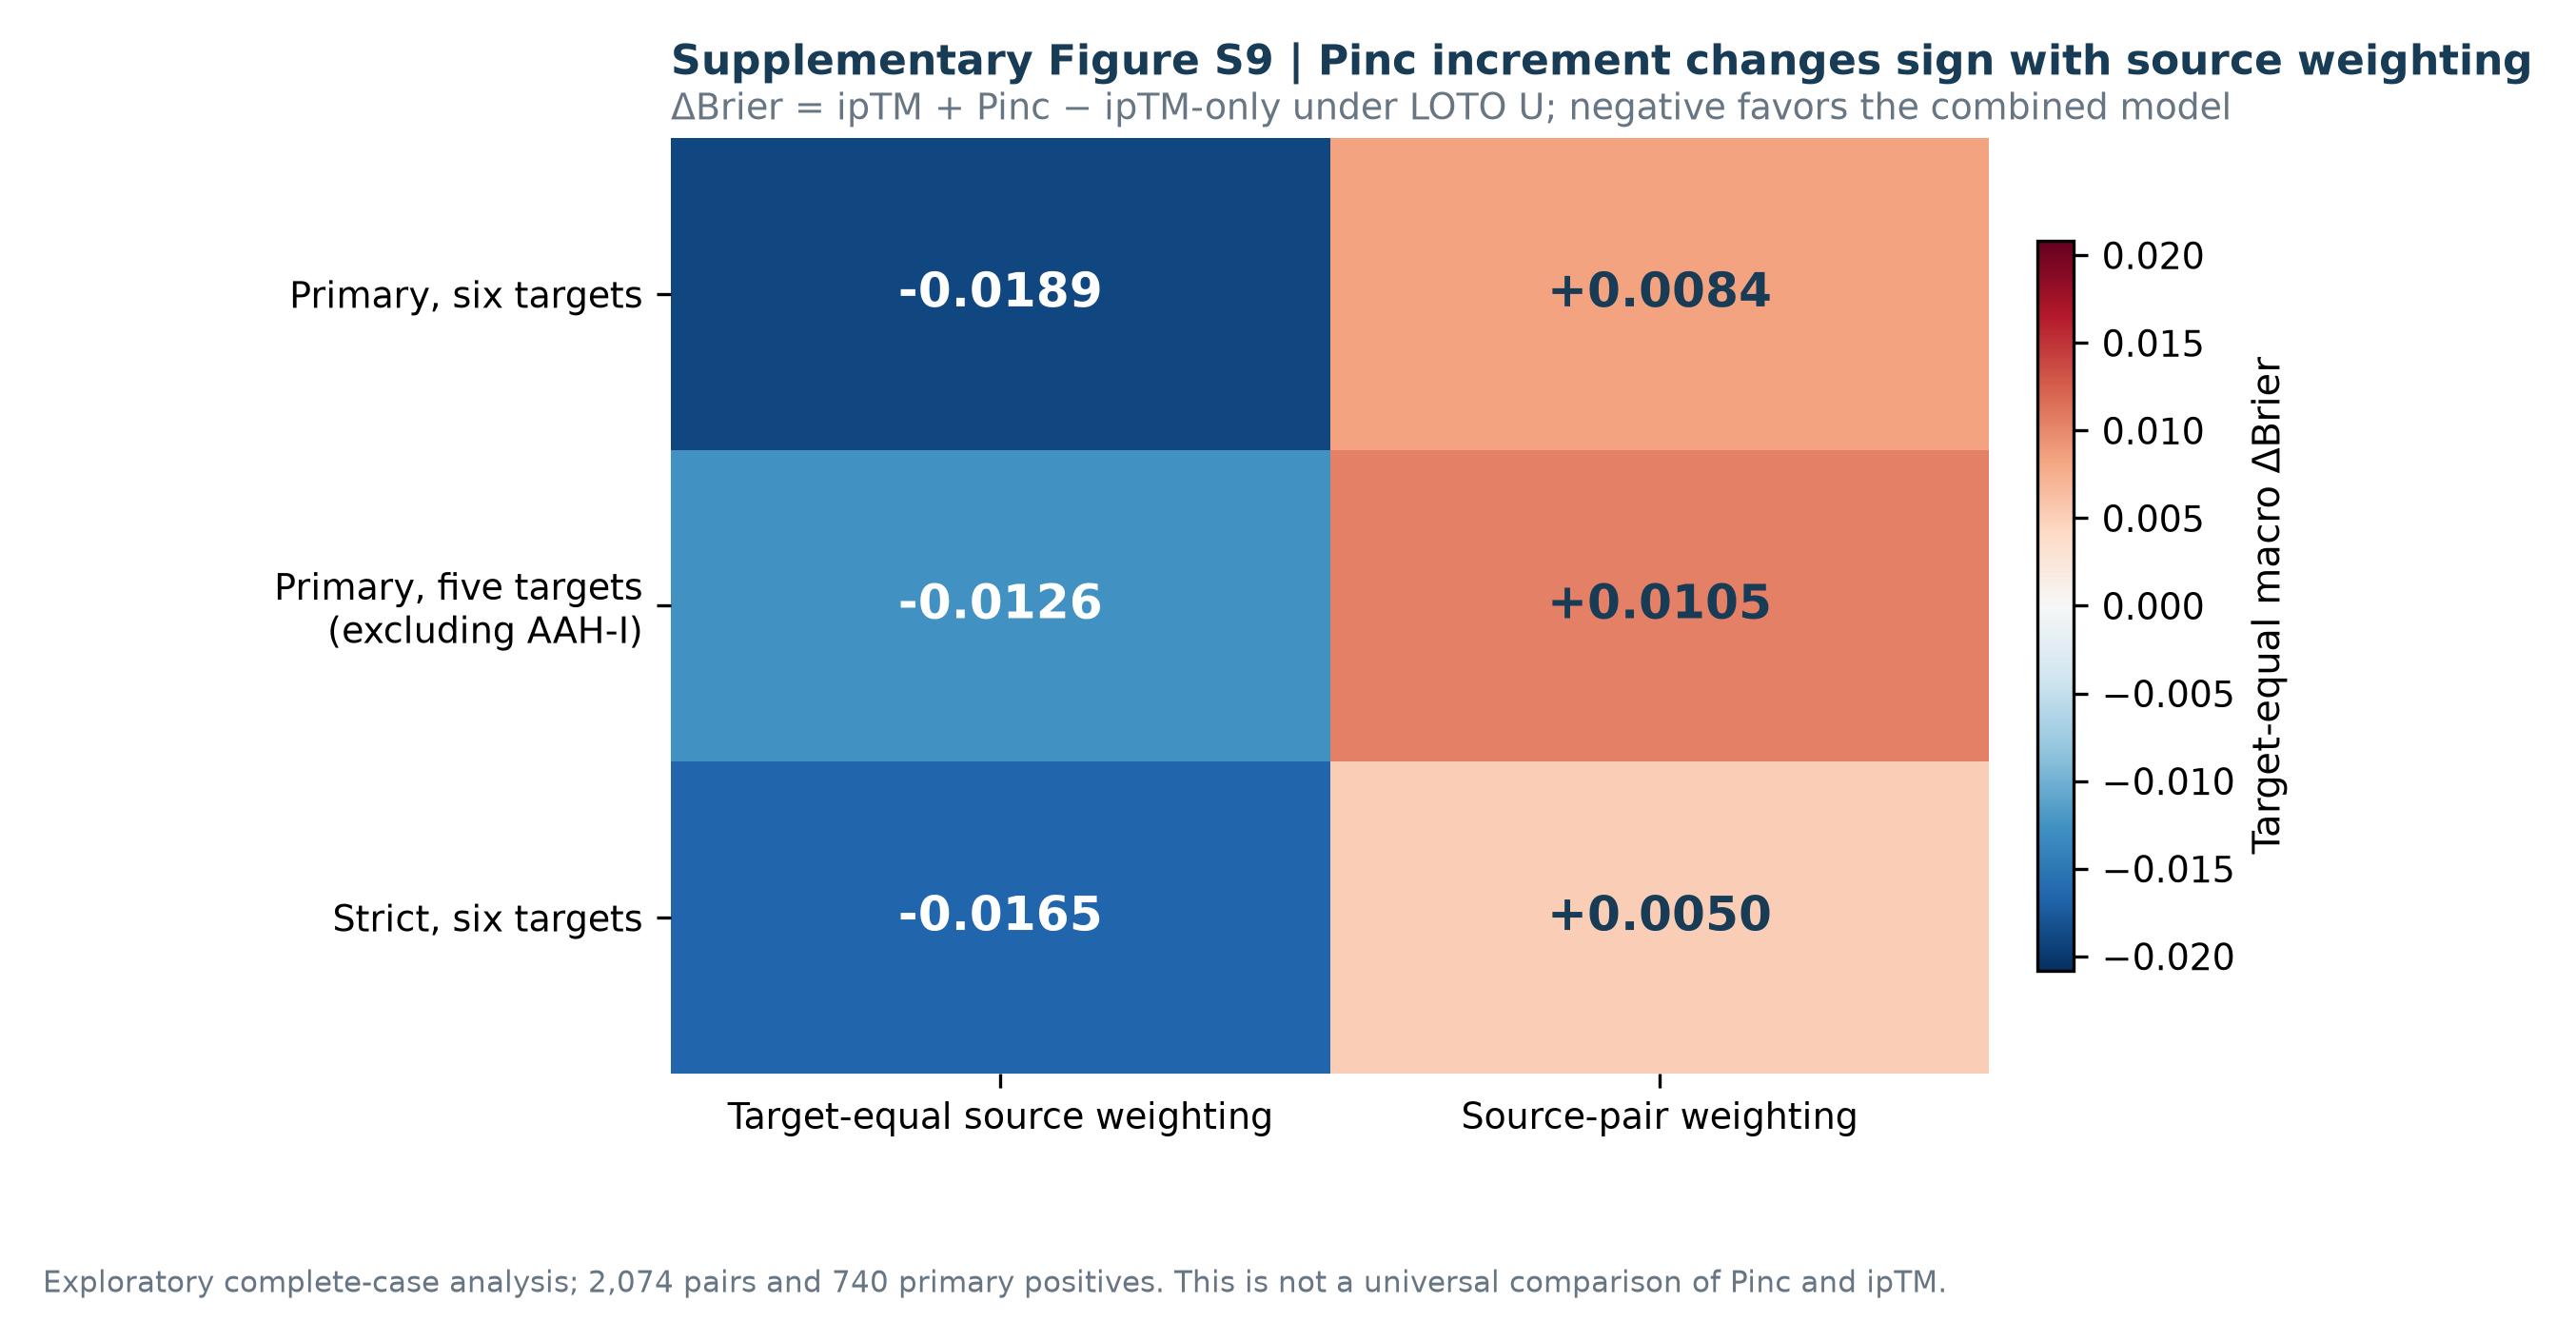 Supplementary Figure S9 | Pinc increment changes sign with source weighting
ΔBrier = ipTM + Pinc − ipTM-only under LOTO U; negative favors the combined model
Primary, six targets
-0.0189
+0.0084
Primary, five targets
(excluding AAH-I)
-0.0126
+0.0105
Strict, six targets
-0.0165
+0.0050
Target-equal source weighting
Source-pair weighting
0.020
0.015
0.010
0.005
0.000
−0.005
−0.010
−0.015
−0.020
Target-equal macro ΔBrier
Exploratory complete-case analysis; 2,074 pairs and 740 primary positives. This is not a universal comparison of Pinc and ipTM.